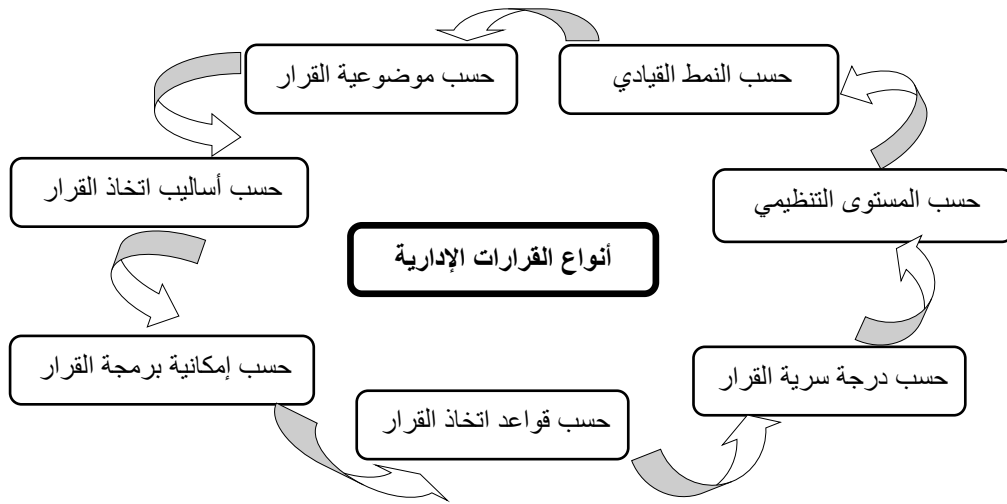 حسب النمط القيادي
حسب موضوعية القرار
حسب المستوى التنظيمي
حسب أساليب اتخاذ القرار
أنواع القرارات الإدارية
حسب درجة سرية القرار
حسب إمكانية برمجة القرار
حسب قواعد اتخاذ القرار